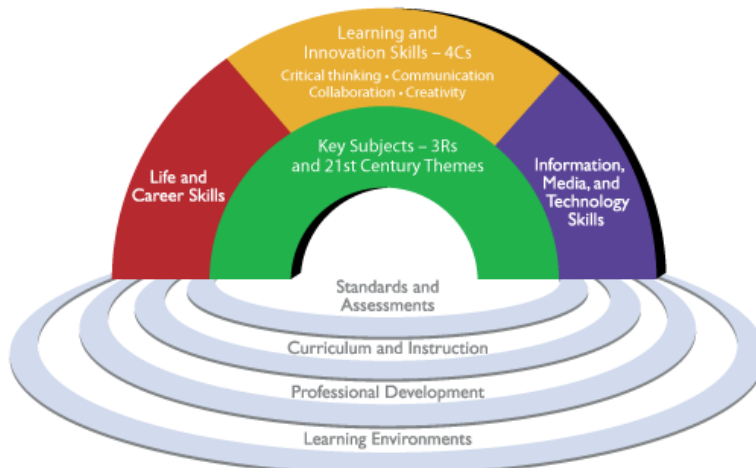 Learning and
Innovation Skills – 4Cs
Critical thinking • Communication
Collaboration • Creativity
Key Subjects – 3Rs
and 21st Century Themes
Life and
Career Skills
Information,
Media, and
Technology
Skills
Standards and
Assessments
Curriculum and Instruction
Professional Development
Learning Environments